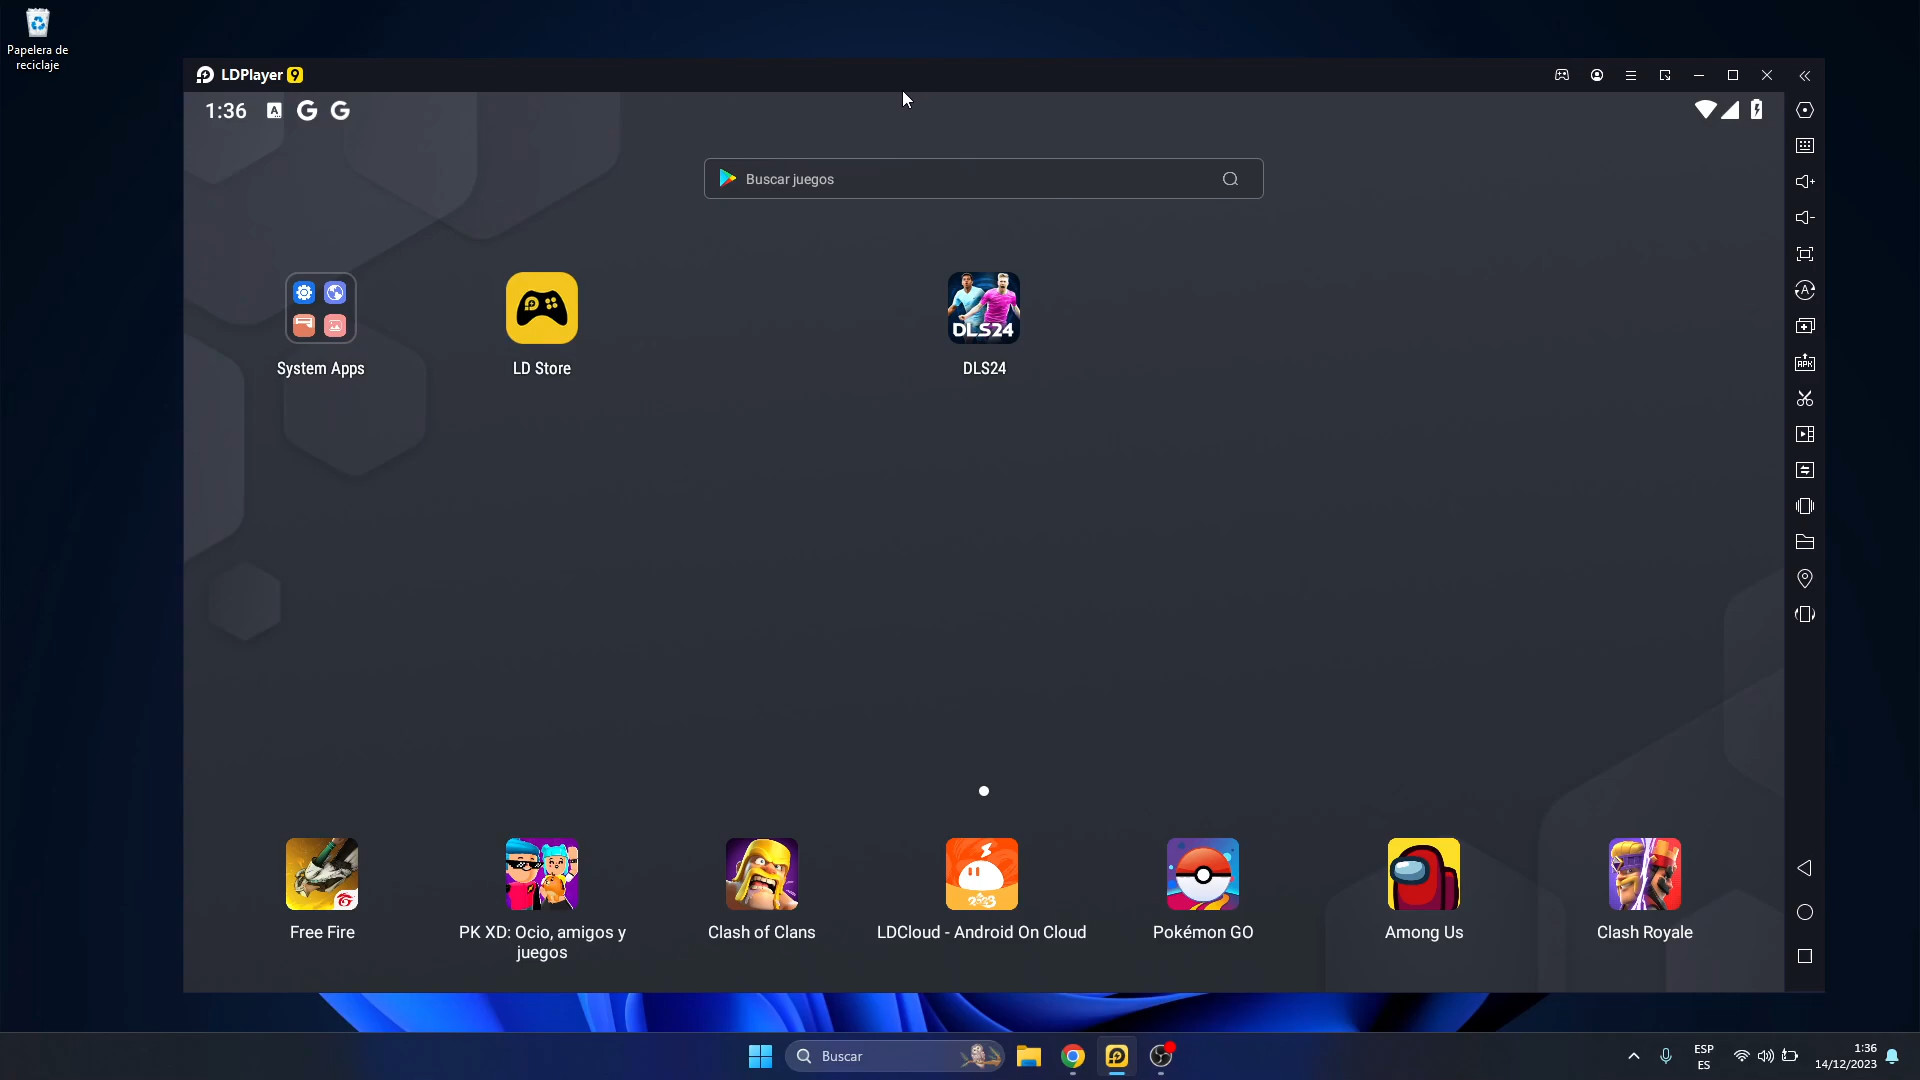 Papelera de
reciclaje
LDPlayer 9
1:36
Buscar juegos
System Apps
LD Store
DLS24
DLS24
Free Fire
PK XD: Ocio, amigos y
juegos
Clash of Clans
2023
LDCloud - Android On Cloud
Pokémon GO
Among Us
Clash Royale
APK
Buscar
ESP
ES
1:36
14/12/2023